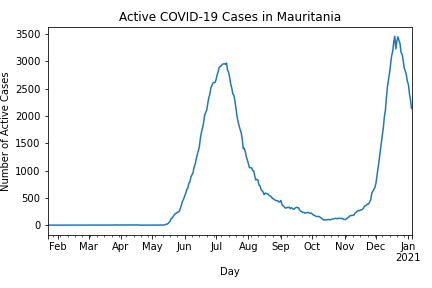 Active COVID-19 Cases in Mauritania
Number of Active Cases
3500
3000
2500
2000
1500
1000
500
0
Feb Mar Apr May Jun Jul Aug Sep Oct Nov Dec Jan
2021
Day